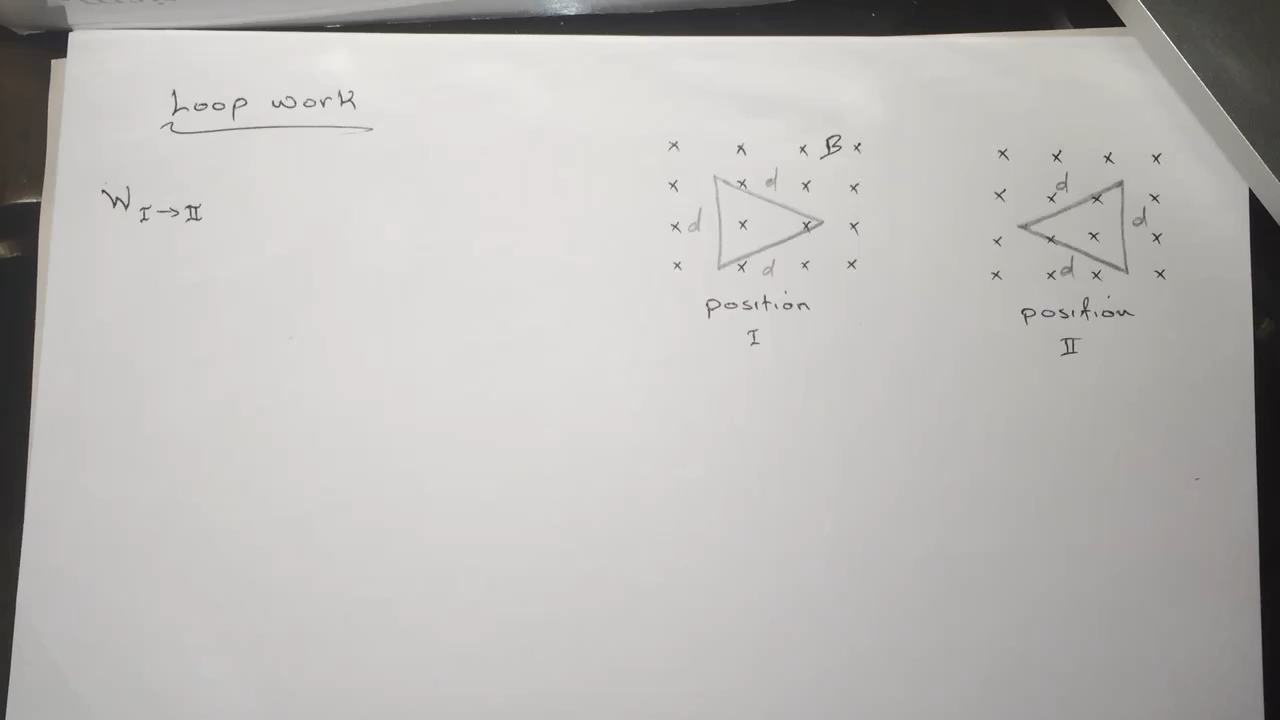 Loop work
W I→II
x x x B x
x x d x x
x d x x x
x x d x x
position
I
x x x x
x x d x x
x x x d x
x x d x x
position
II